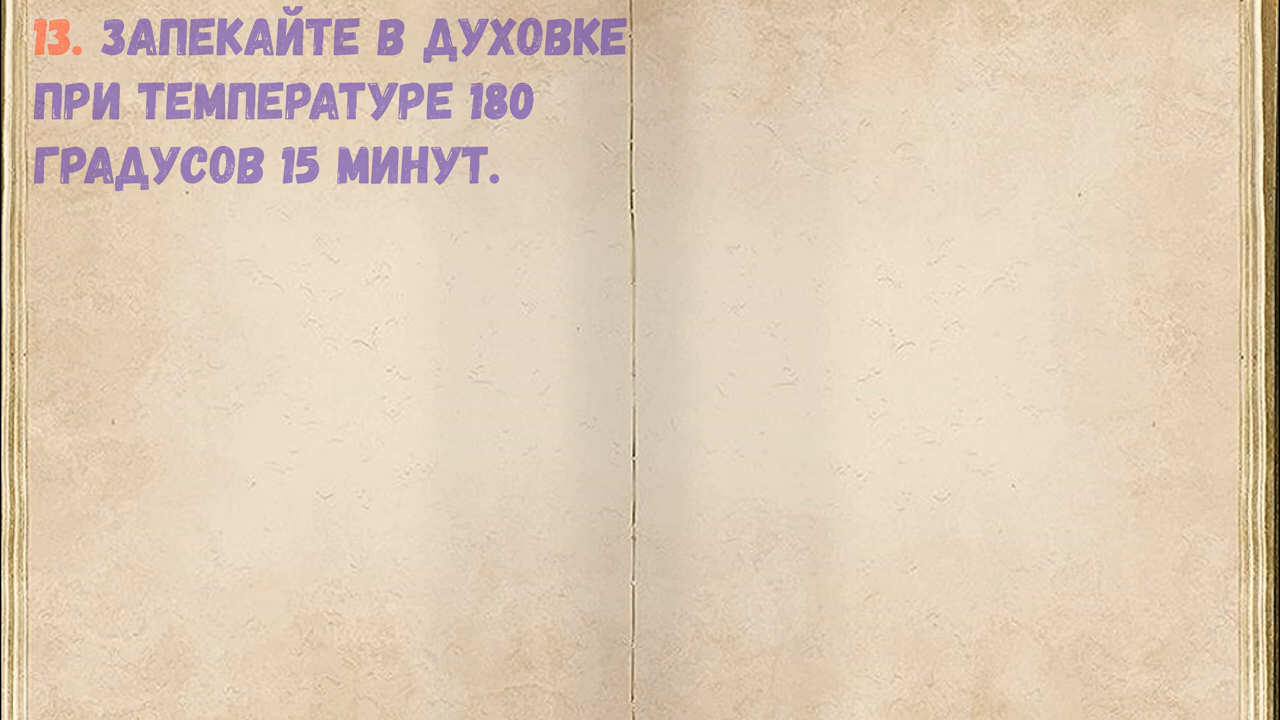 13. ЗАПЕКАЙТЕ В ДУХОВКЕ
ПРИ ТЕМПЕРАТУРЕ 180
ГРАДУСОВ 15 МИНУТ.